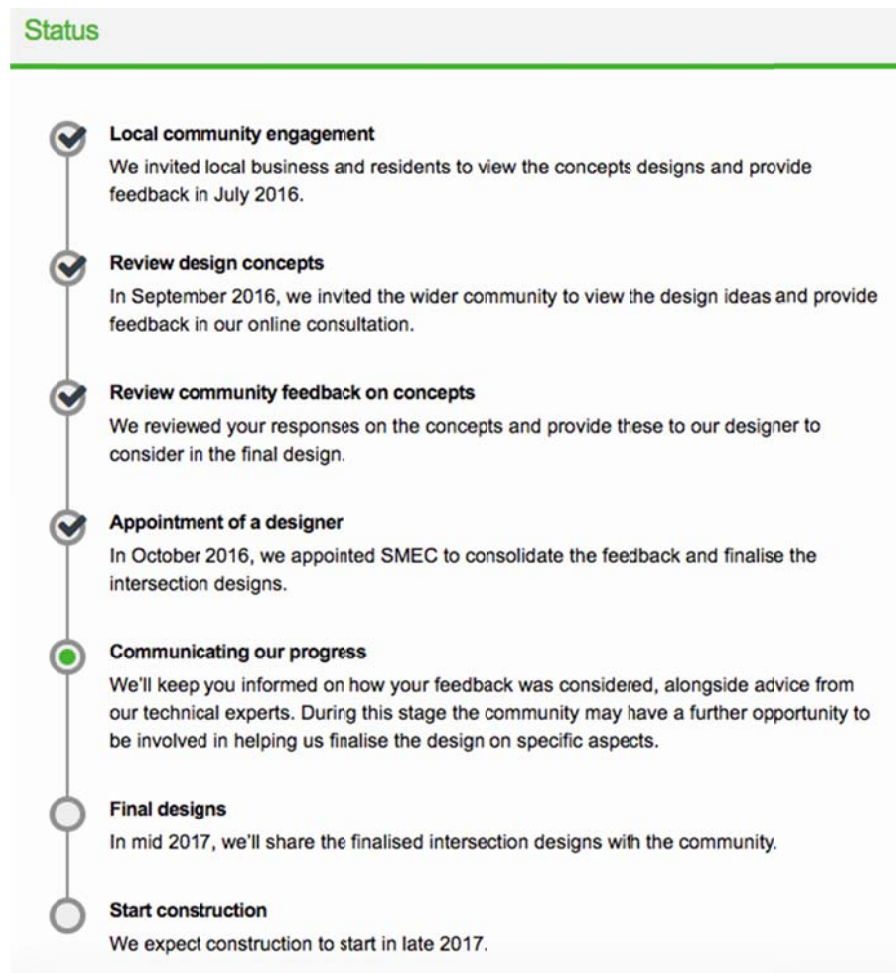 Status
Local community engagement
We invited local business and residents to view the concepts designs and provide
feedback in July 2016.
Review design concepts
In September 2016, we invited the wider community to view the design ideas and provide
feedback in our online consultation.
Review community feedback on concepts
We reviewed your responses on the concepts and provide these to our designer to
consider in the final design.
Appointment of a designer
In October 2016, we appointed SMEC to consolidate the feedback and finalise the
intersection designs.
Communicating our progress
We'll keep you informed on how your feedback was considered, alongside advice from
our technical experts. During this stage the community may have a further opportunity to
be involved in helping us finalise the design on specific aspects.
Final designs
In mid 2017, we'll share the finalised intersection designs with the community.
Start construction
We expect construction to start in late 2017.